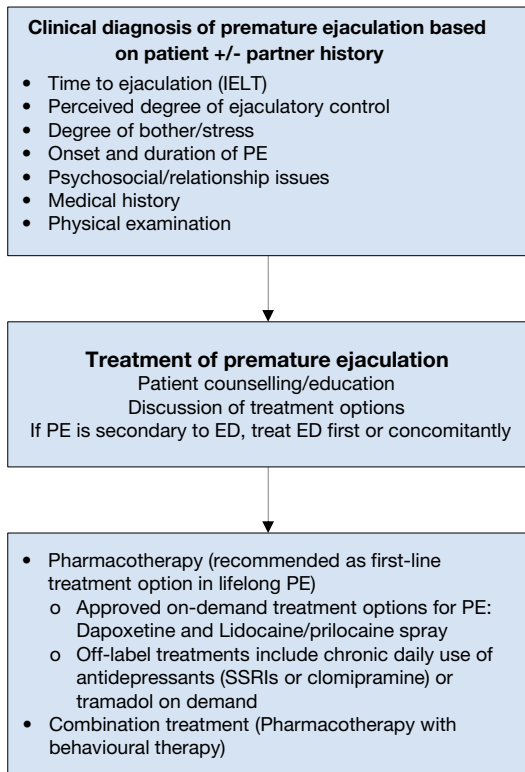 Clinical diagnosis of premature ejaculation based
on patient +/- partner history
• Time to ejaculation (IELT)
• Perceived degree of ejaculatory control
• Degree of bother/stress
• Onset and duration of PE
• Psychosocial/relationship issues
• Medical history
• Physical examination
Treatment of premature ejaculation
Patient counselling/education
Discussion of treatment options
If PE is secondary to ED, treat ED first or concomitantly
• Pharmacotherapy (recommended as first-line
treatment option in lifelong PE)
o Approved on-demand treatment options for PE:
Dapoxetine and Lidocaine/prilocaine spray
o Off-label treatments include chronic daily use of
antidepressants (SSRIs or clomipramine) or
tramadol on demand
• Combination treatment (Pharmacotherapy with
behavioural therapy)